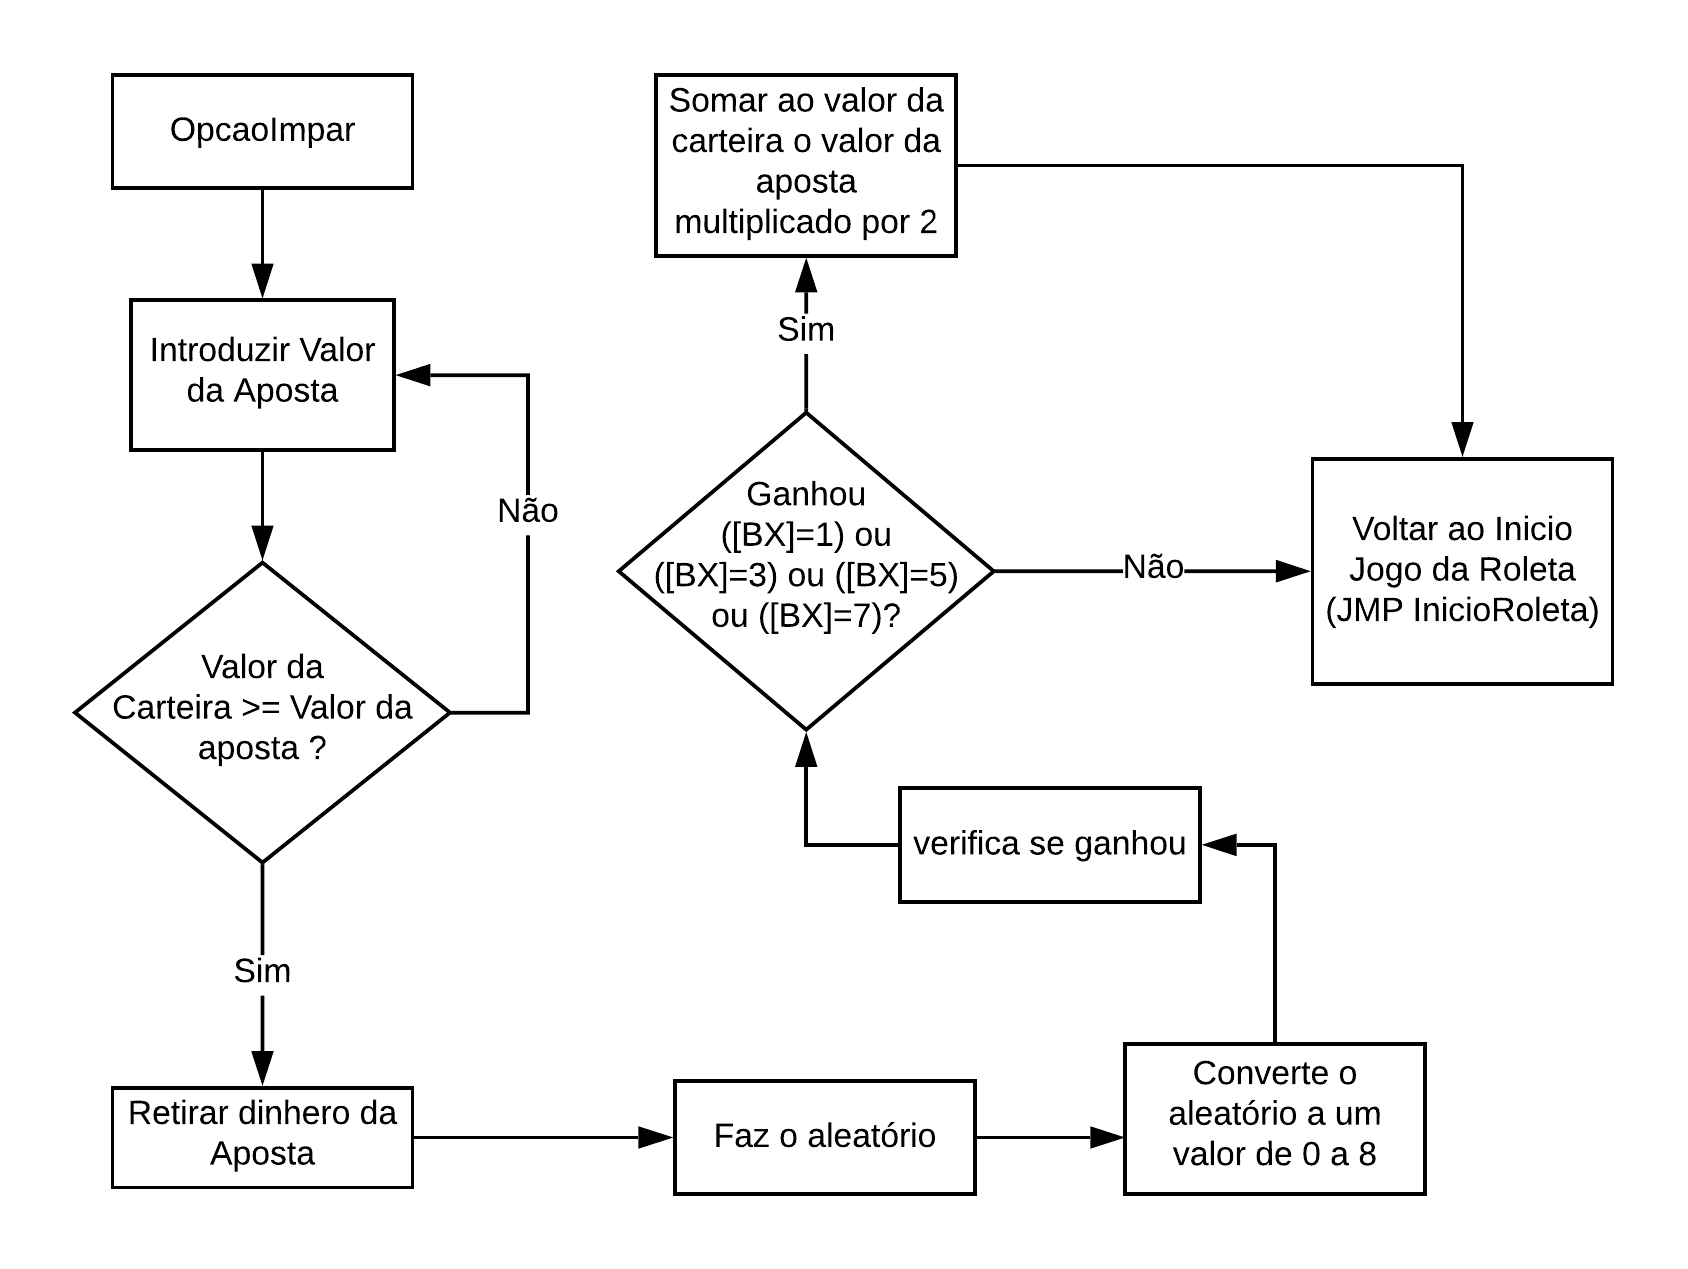 OpcaoImpar
Introduzir Valor
da Aposta
Não
Valor da
Carteira >= Valor da
aposta ?
Sim
Retirar dinhero da
Aposta
Faz o aleatório
Converte o
aleatório a um
valor de 0 a 8
verifica se ganhou
Ganhou
([BX]=1) ou
([BX]=3) ou ([BX]=5)
ou ([BX]=7)?
Sim
Somar ao valor da
carteira o valor da
aposta
multiplicado por 2
Não
Voltar ao Inicio
Jogo da Roleta
(JMP InicioRoleta)